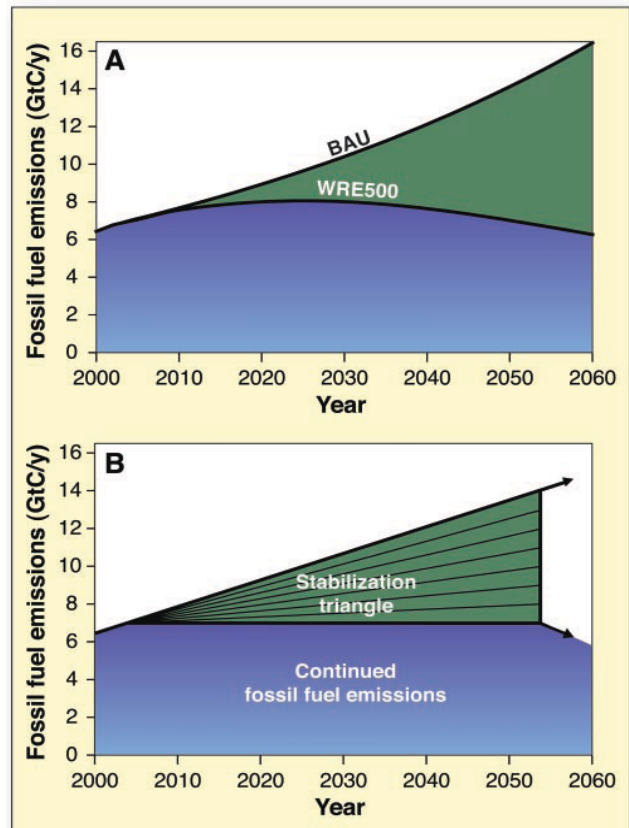 A
Fossil fuel emissions (GtC/y)
16
14
12
10
8
6
4
2
0
BAU
WRE500
2000 2010 2020 2030 2040 2050 2060
Year
B
Fossil fuel emissions (GtC/y)
16
14
12
10
8
6
4
2
0
Stabilization
triangle
Continued
fossil fuel emissions
2000 2010 2020 2030 2040 2050 2060
Year